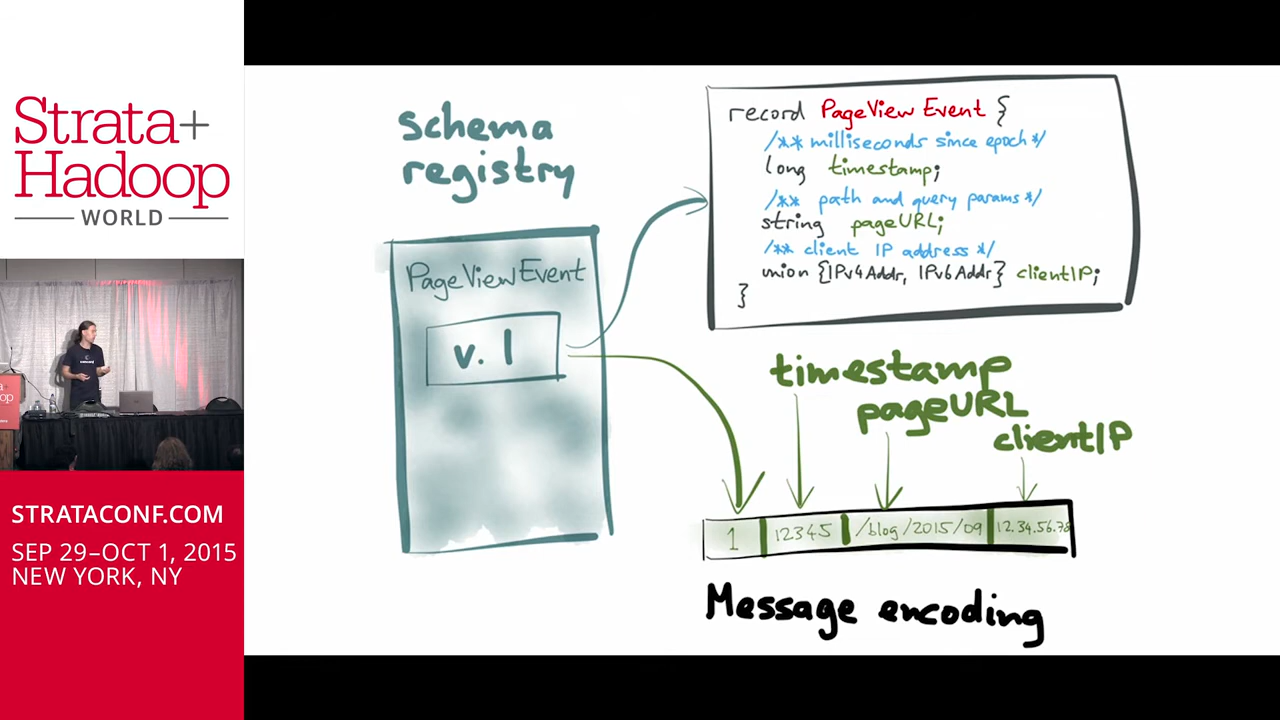 Strata+
Hadoop
WORLD
STRATACONF.COM
SEP 29–OCT 1, 2015
NEW YORK, NY
schema
registry
PageViewEvent
v. 1
record PageViewEvent {
/** milliseconds since epoch */
long timestamp;
/** path and query params */
string pageURL;
/** client IP address */
union {IPv4Addr, IPv6Addr} clientIP;
}
timestamp
pageURL
clientIP
1 12345 /blog/2015/09 12.34.56.78
Message encoding